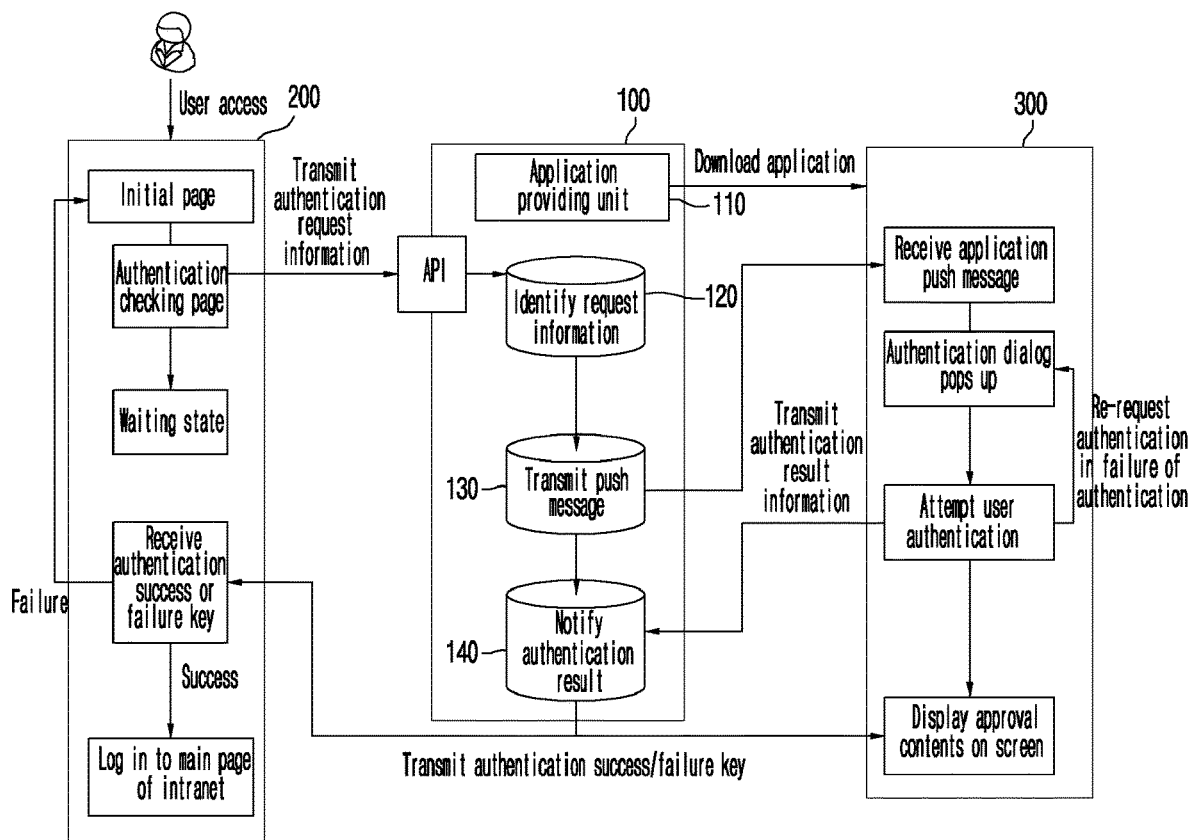 User access
200
Initial page
Authentication
checking page
Waiting state
Receive
authentication
success or
failure key
Failure
Success
Log in to main page
of intranet
Transmit
authentication
request
information
100
Application
providing unit
110
API
Identify request
information
120
Transmit push
message
130
Notify
authentication
result
140
Download application
300
Receive application
push message
Authentication dialog
pops up
Re-request
authentication
in failure of
authentication
Transmit
authentication
result
information
Attempt user
authentication
Display approval
contents on screen
Transmit authentication success/failure key